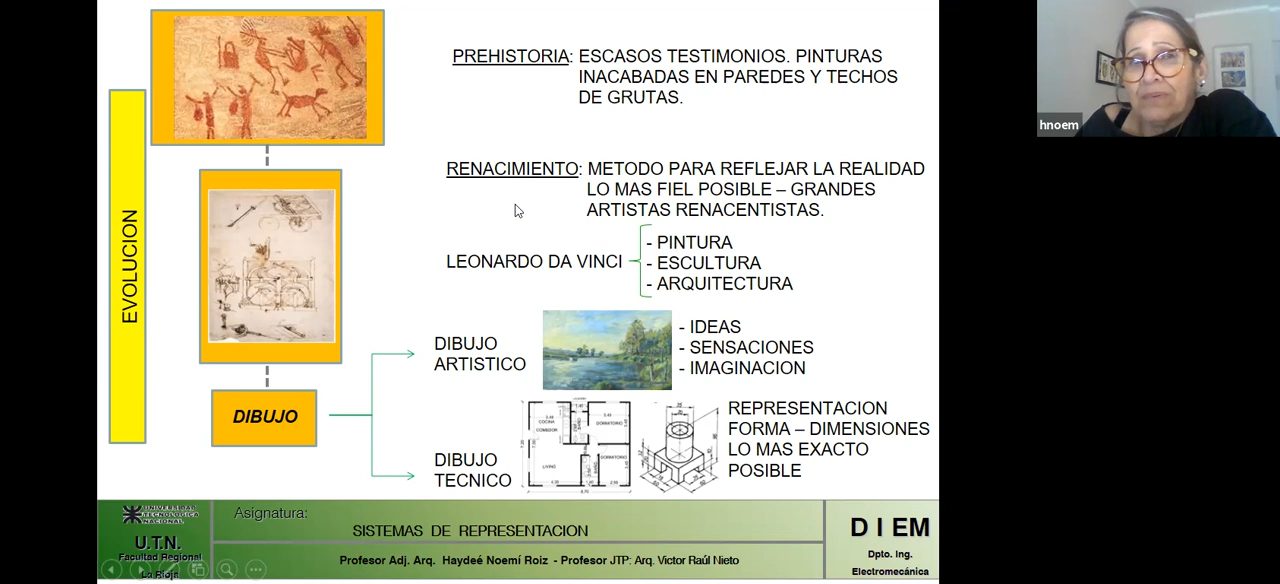 PREHISTORIA: ESCASOS TESTIMONIOS. PINTURAS
INACABADAS EN PAREDES Y TECHOS
DE GRUTAS.
hnoem
EVOLUCION
RENACIMIENTO: METODO PARA REFLEJAR LA REALIDAD
LO MAS FIEL POSIBLE – GRANDES
ARTISTAS RENACENTISTAS.
LEONARDO DA VINCI
- PINTURA
- ESCULTURA
- ARQUITECTURA
DIBUJO
ARTISTICO
- IDEAS
- SENSACIONES
- IMAGINACION
DIBUJO
DIBUJO
TECNICO
COCINA
COMEDOR
DORMITORIO
LIVING
DORMITORIO
REPRESENTACION
FORMA – DIMENSIONES
LO MAS EXACTO
POSIBLE
UNIVERSIDAD
TECNOLOGICA
NACIONAL
U.T.N.
Facultad Regional
La Rioja
Asignatura:
SISTEMAS DE REPRESENTACION
Profesor Adj. Arq. Haydeé Noemí Roiz - Profesor JTP: Arq. Victor Raúl Nieto
D I EM
Dpto. Ing.
Electromecánica